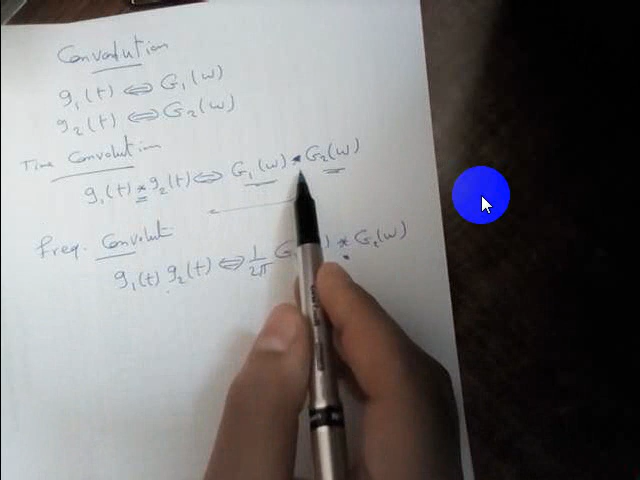 Convolution
g₁(t) ⇔ G₁(w)
g₂(t) ⇔ G₂(w)
Time Convolution
g₁(t) * g₂(t) ⇔ G₁(w) * G₂(w)
freq. Convolut
g₁(t) g₂(t) ⇔ 1/2π G ) * G₂(w)